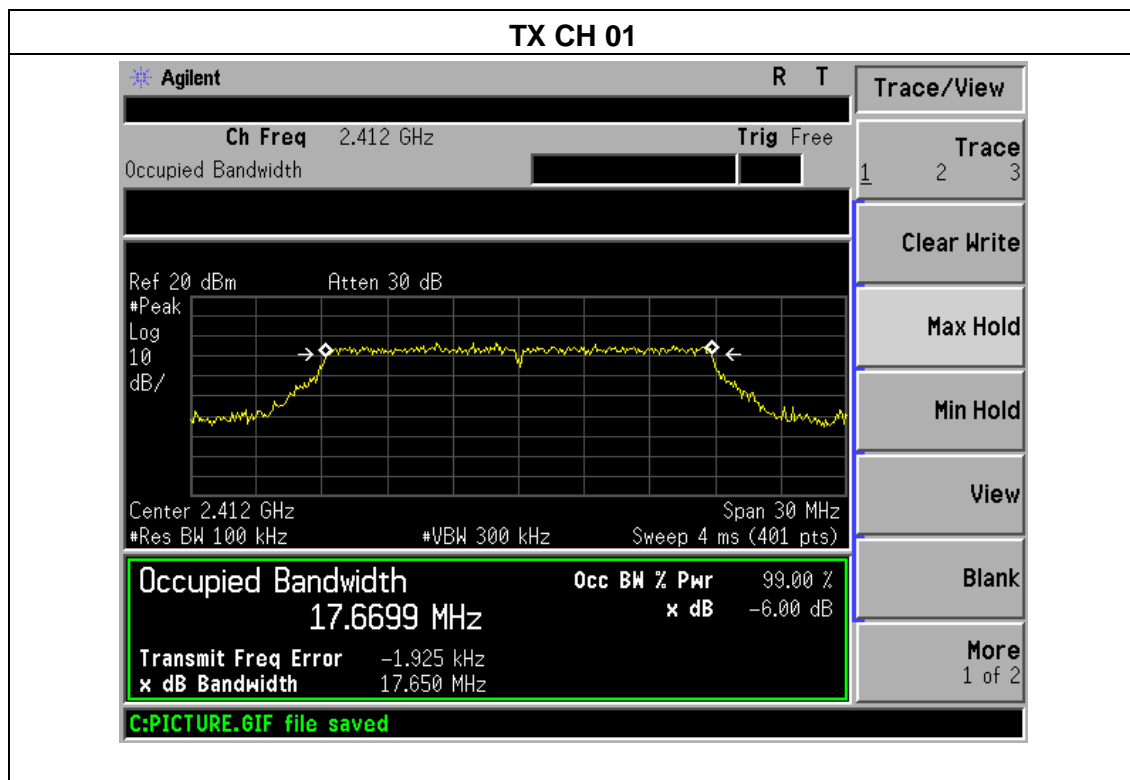 TX CH 01
Agilent R T
Trace/View
Ch Freq 2.412 GHz Trig Free
Occupied Bandwidth
Trace
1 2 3
Clear Write
Ref 20 dBm Atten 30 dB
#Peak
Log
10
dB/
Max Hold
Min Hold
View
Center 2.412 GHz Span 30 MHz
#Res BW 100 kHz #VBW 300 kHz Sweep 4 ms (401 pts)
Occupied Bandwidth Occ BW % Pwr 99.00 %
17.6699 MHz x dB -6.00 dB
Blank
Transmit Freq Error -1.925 kHz
x dB Bandwidth 17.650 MHz
More
1 of 2
C:PICTURE.GIF file saved